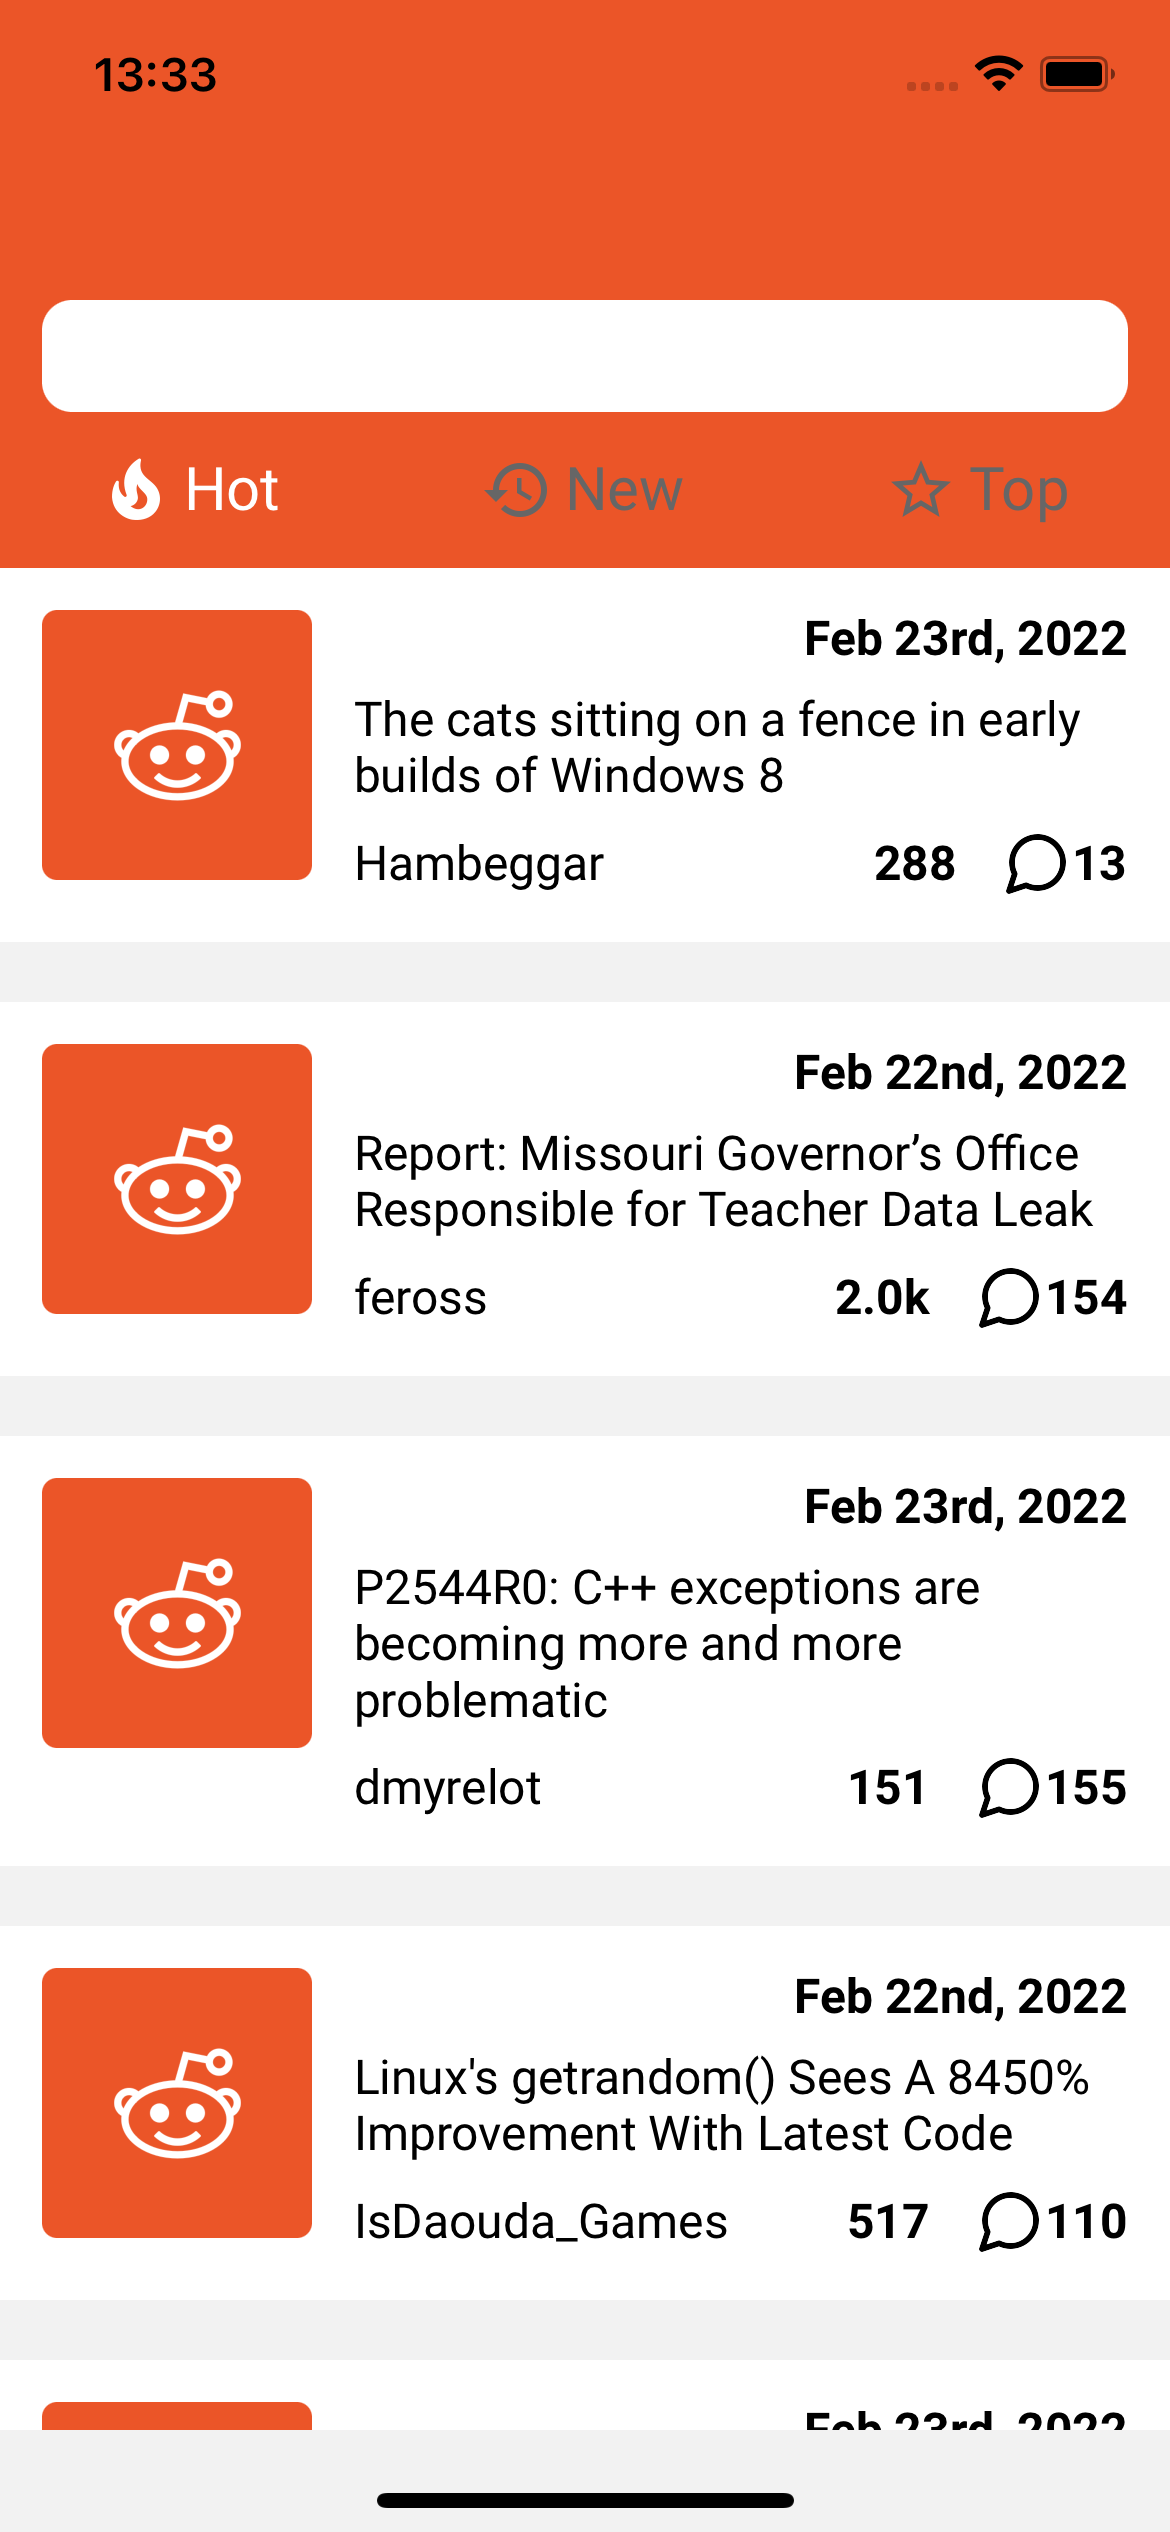 13:33
Hot
New
Top
Feb 23rd, 2022
The cats sitting on a fence in early
builds of Windows 8
Hambeggar 288 13
Feb 22nd, 2022
Report: Missouri Governor’s Office
Responsible for Teacher Data Leak
feross 2.0k 154
Feb 23rd, 2022
P2544R0: C++ exceptions are
becoming more and more
problematic
dmyrelot 151 155
Feb 22nd, 2022
Linux's getrandom() Sees A 8450%
Improvement With Latest Code
IsDaouda_Games 517 110
Feb 23rd, 2022